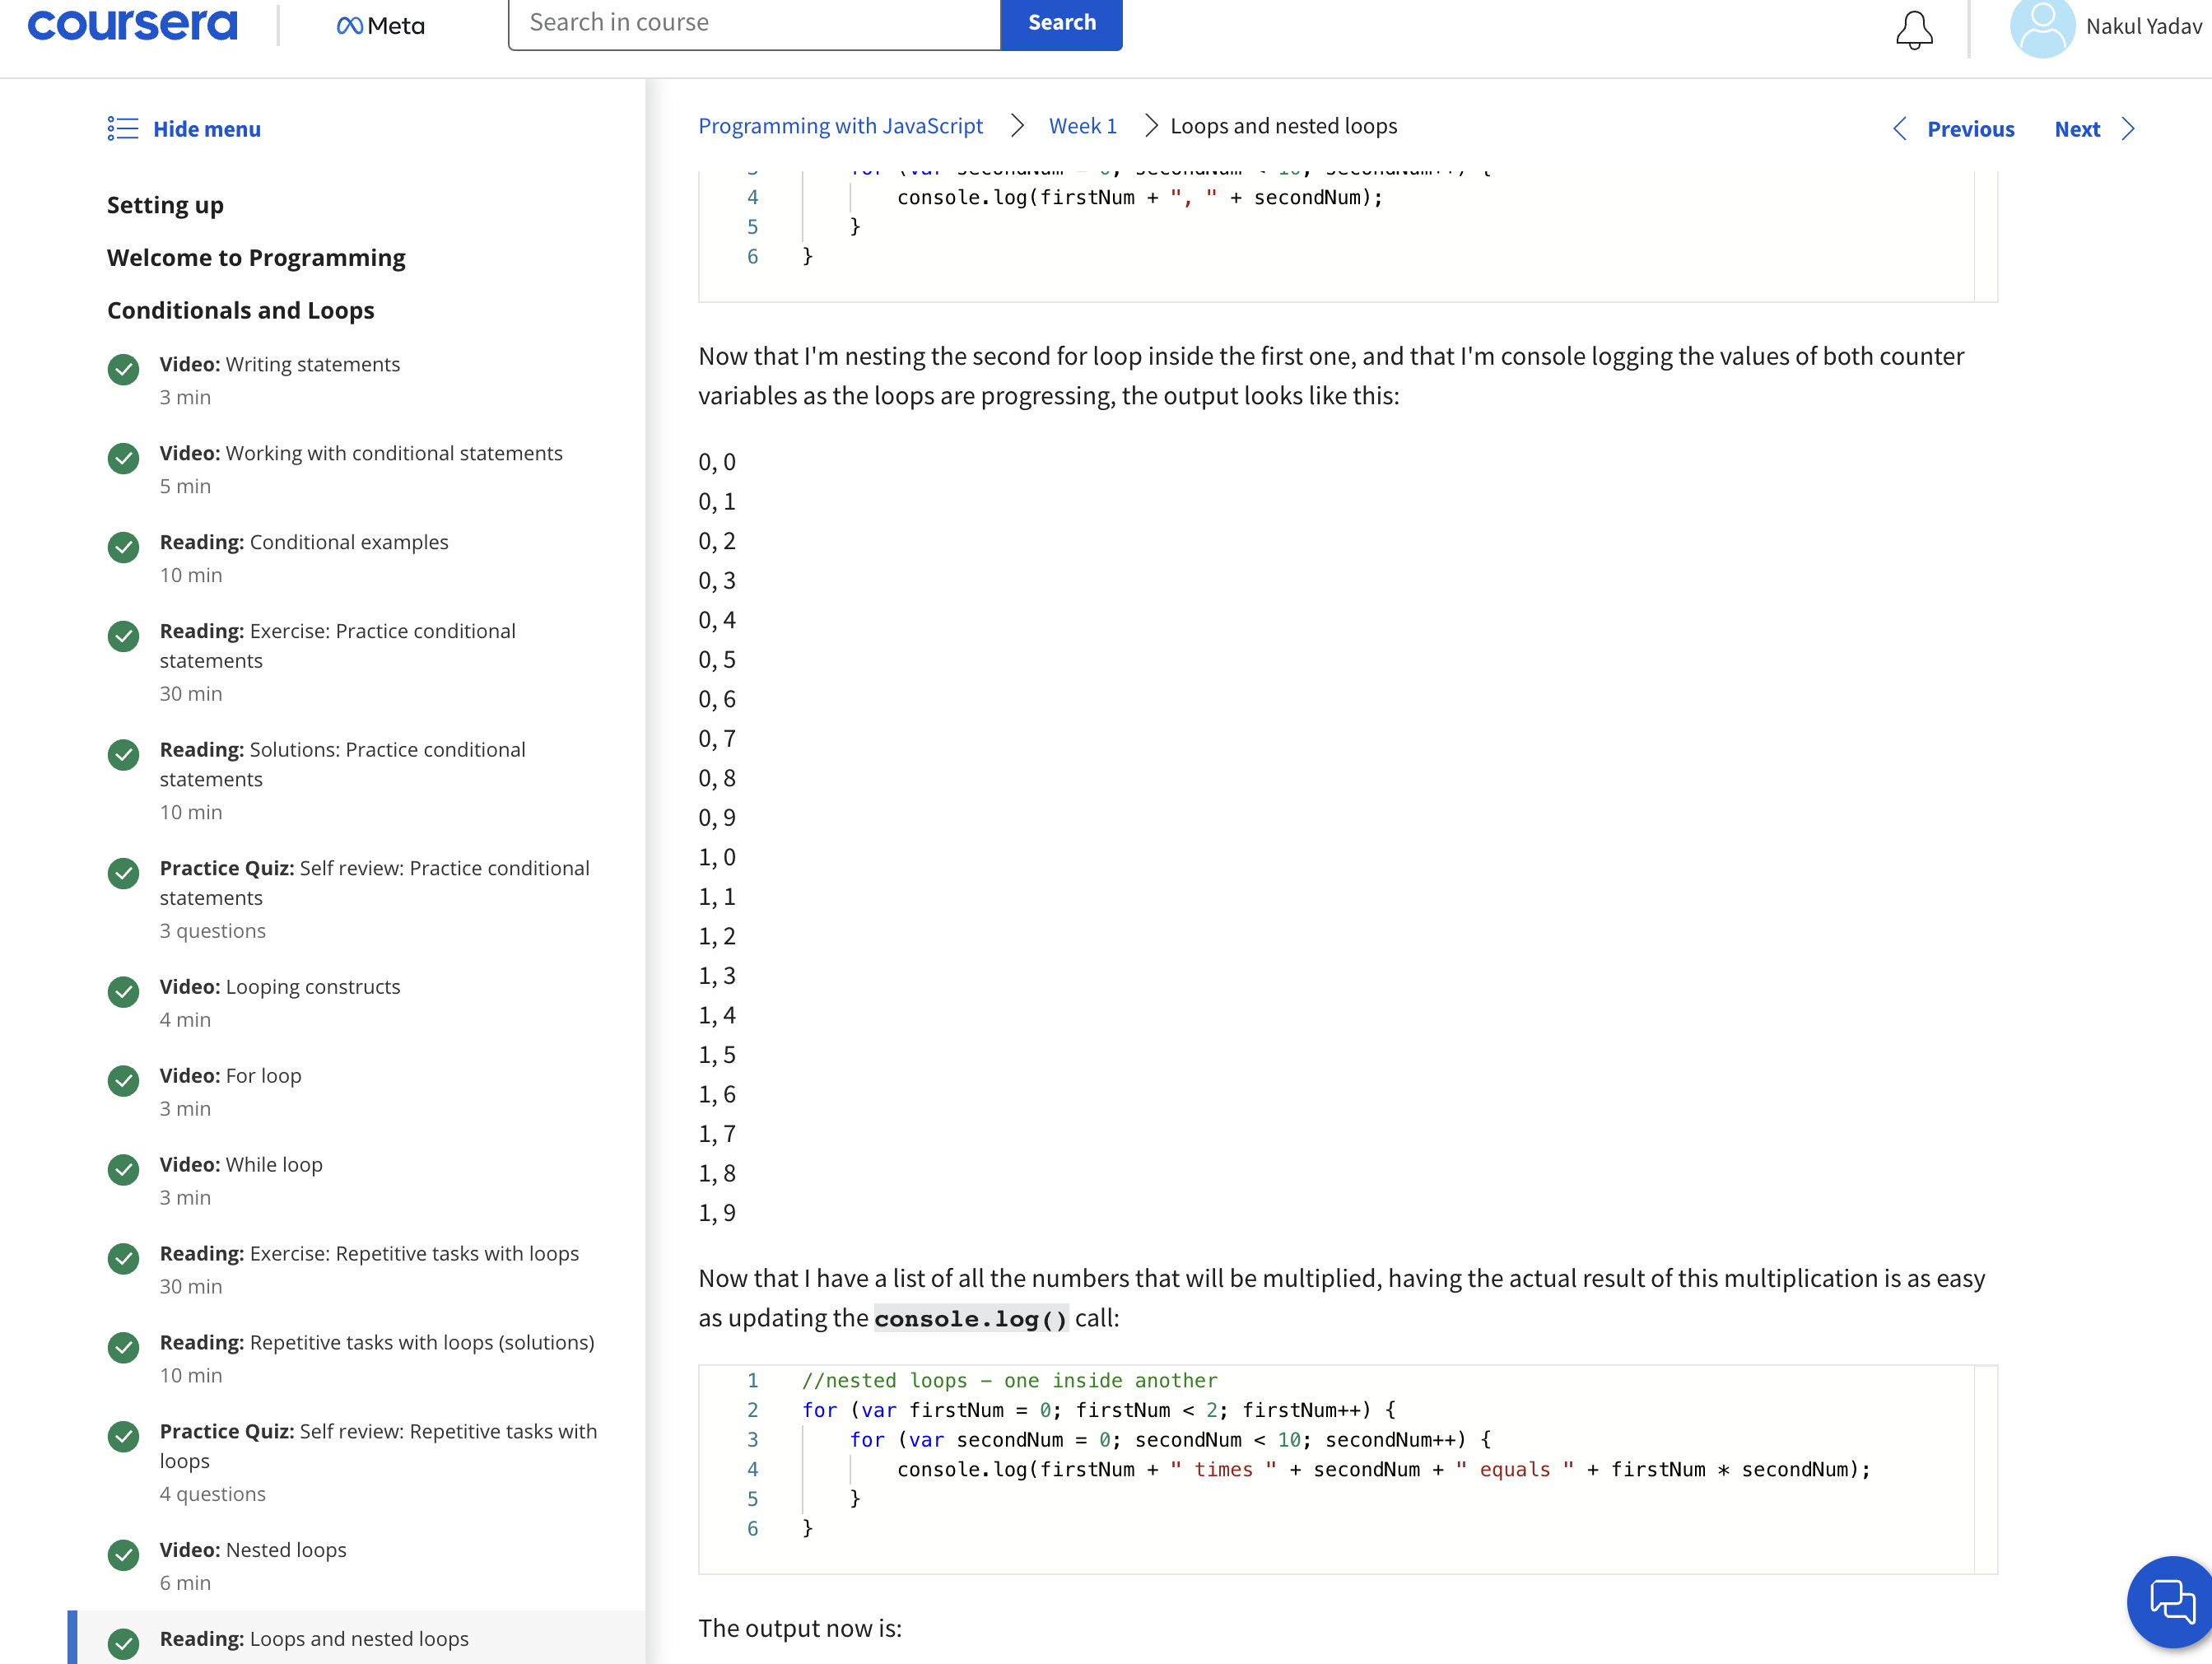 coursera
Meta
Search in course
Search
Nakul Yadav
Hide menu
Setting up
Welcome to Programming
Conditionals and Loops
Video: Writing statements
3 min
Video: Working with conditional statements
5 min
Reading: Conditional examples
10 min
Reading: Exercise: Practice conditional
statements
30 min
Reading: Solutions: Practice conditional
statements
10 min
Practice Quiz: Self review: Practice conditional
statements
3 questions
Video: Looping constructs
4 min
Video: For loop
3 min
Video: While loop
3 min
Reading: Exercise: Repetitive tasks with loops
30 min
Reading: Repetitive tasks with loops (solutions)
10 min
Practice Quiz: Self review: Repetitive tasks with
loops
4 questions
Video: Nested loops
6 min
Reading: Loops and nested loops
Programming with JavaScript > Week 1 > Loops and nested loops
Previous
Next
3 for (var secondNum = 0; secondNum < 10; secondNum++) {
4 console.log(firstNum + ", " + secondNum);
5 }
6 }
Now that I'm nesting the second for loop inside the first one, and that I'm console logging the values of both counter
variables as the loops are progressing, the output looks like this:
0, 0
0, 1
0, 2
0, 3
0, 4
0, 5
0, 6
0, 7
0, 8
0, 9
1, 0
1, 1
1, 2
1, 3
1, 4
1, 5
1, 6
1, 7
1, 8
1, 9
Now that I have a list of all the numbers that will be multiplied, having the actual result of this multiplication is as easy
as updating the console.log() call:
1 //nested loops – one inside another
2 for (var firstNum = 0; firstNum < 2; firstNum++) {
3 for (var secondNum = 0; secondNum < 10; secondNum++) {
4 console.log(firstNum + " times " + secondNum + " equals " + firstNum * secondNum);
5 }
6 }
The output now is: